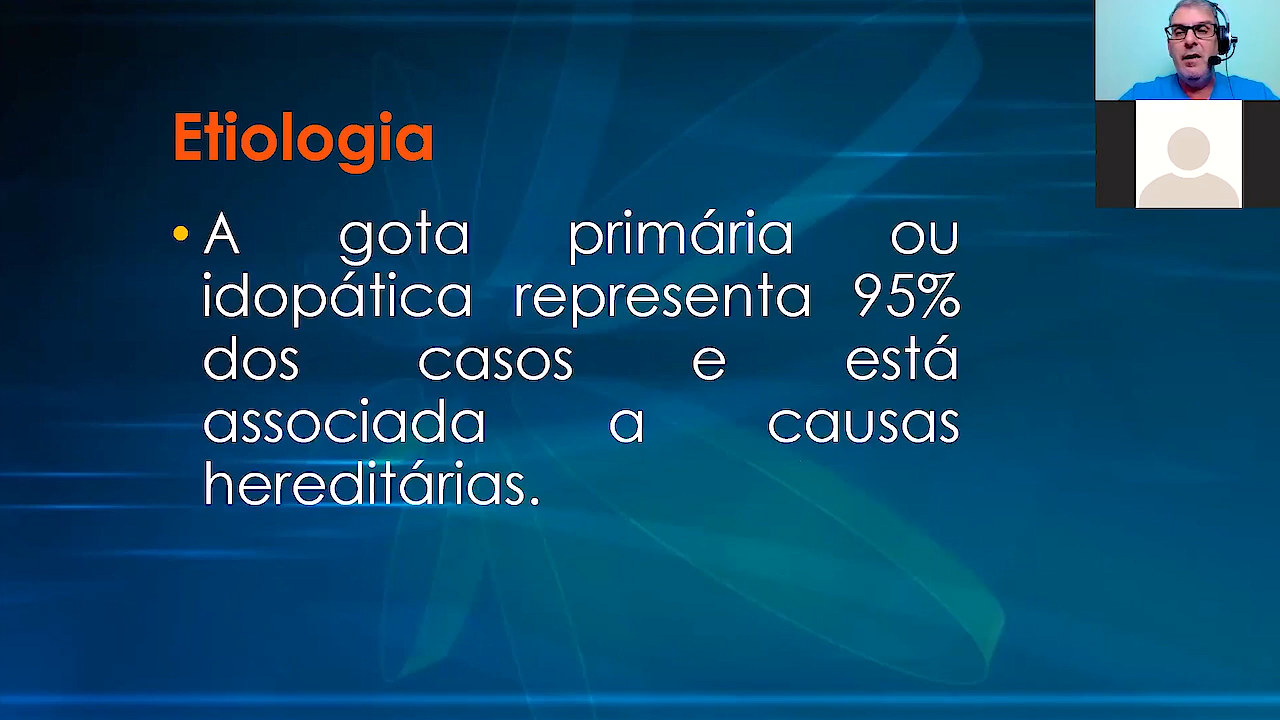 Etiologia
• A gota primária ou
idopática representa 95%
dos casos e está
associada a causas
hereditárias.